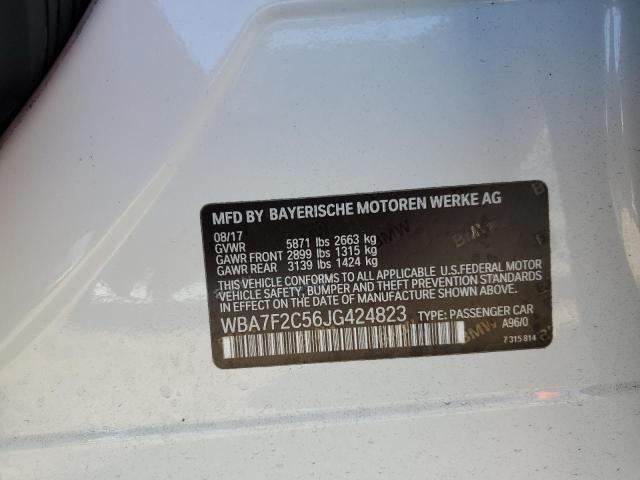 MFD BY BAYERISCHE MOTOREN WERKE AG
08/17
GVWR 5871 lbs 2663 kg
GAWR FRONT 2899 lbs 1315 kg
GAWR REAR 3139 lbs 1424 kg
THIS VEHICLE CONFORMS TO ALL APPLICABLE U.S.FEDERAL MOTOR
VEHICLE SAFETY, BUMPER AND THEFT PREVENTION STANDARDS
IN EFFECT ON THE DATE OF MANUFACTURE SHOWN ABOVE.
WBA7F2C56JG424823 TYPE: PASSENGER CAR
A96/0
7 315 814